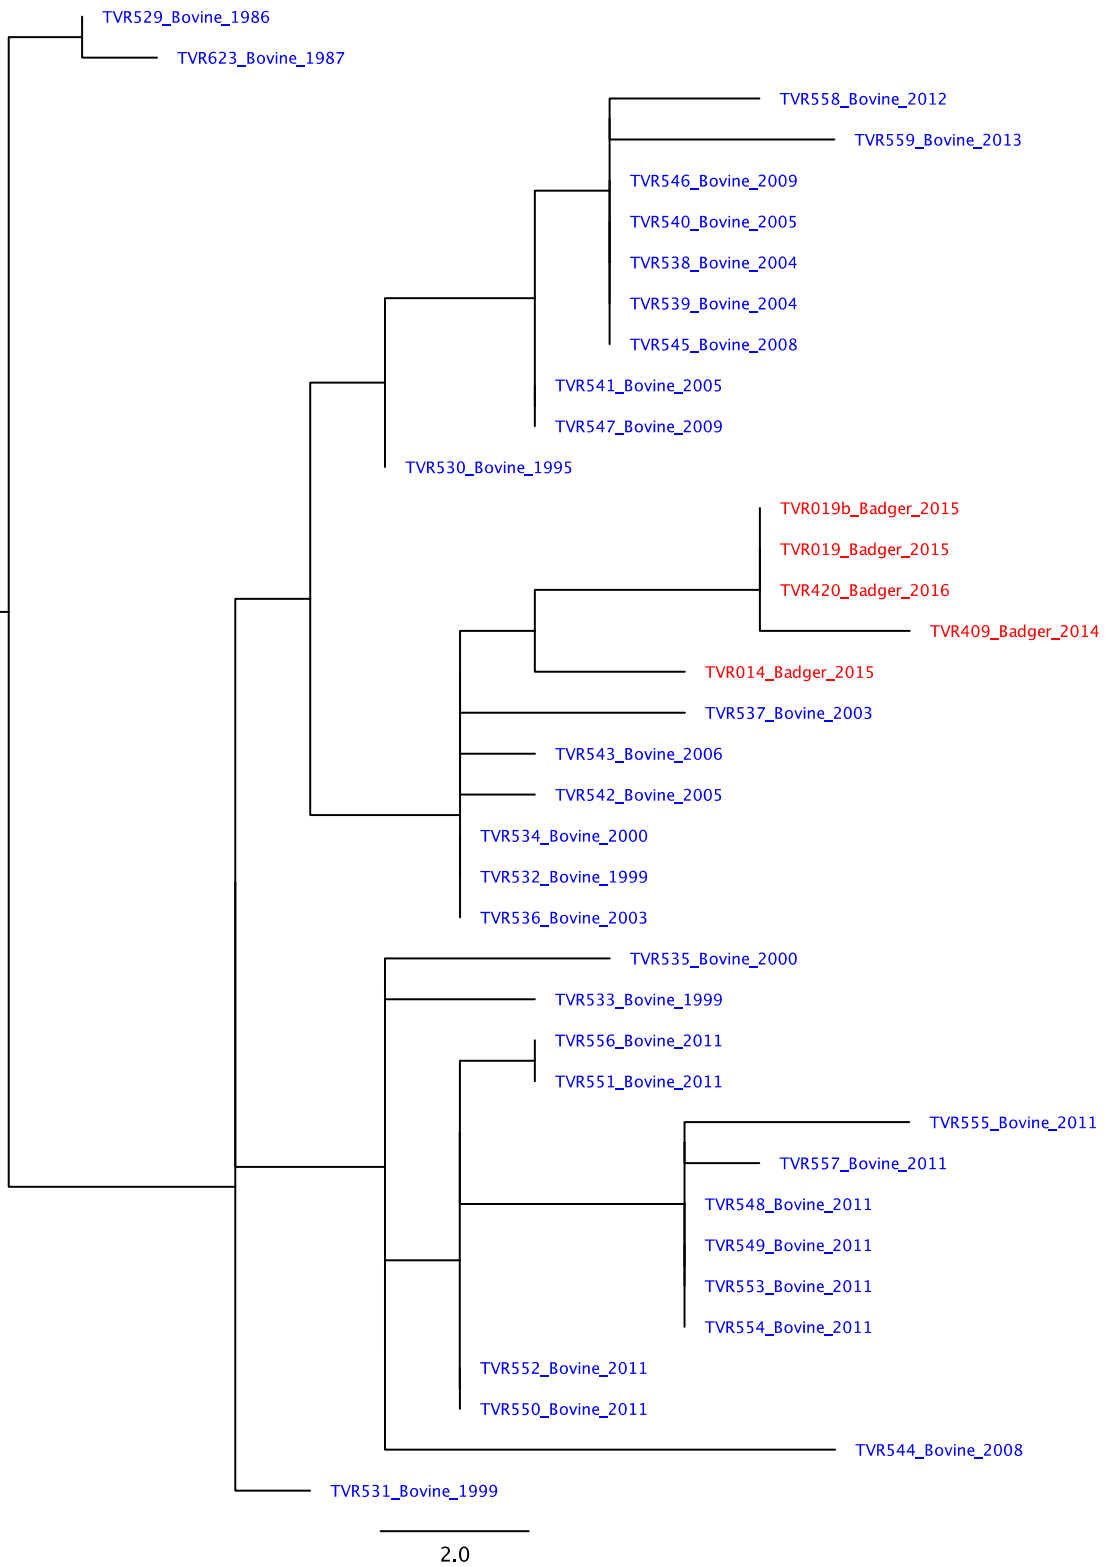 TVR529_Bovine_1986
TVR623_Bovine_1987
TVR558_Bovine_2012
TVR559_Bovine_2013
TVR546_Bovine_2009
TVR540_Bovine_2005
TVR538_Bovine_2004
TVR539_Bovine_2004
TVR545_Bovine_2008
TVR541_Bovine_2005
TVR547_Bovine_2009
TVR530_Bovine_1995
TVR019b_Badger_2015
TVR019_Badger_2015
TVR420_Badger_2016
TVR409_Badger_2014
TVR014_Badger_2015
TVR537_Bovine_2003
TVR543_Bovine_2006
TVR542_Bovine_2005
TVR534_Bovine_2000
TVR532_Bovine_1999
TVR536_Bovine_2003
TVR535_Bovine_2000
TVR533_Bovine_1999
TVR556_Bovine_2011
TVR551_Bovine_2011
TVR555_Bovine_2011
TVR557_Bovine_2011
TVR548_Bovine_2011
TVR549_Bovine_2011
TVR553_Bovine_2011
TVR554_Bovine_2011
TVR552_Bovine_2011
TVR550_Bovine_2011
TVR544_Bovine_2008
TVR531_Bovine_1999
2.0